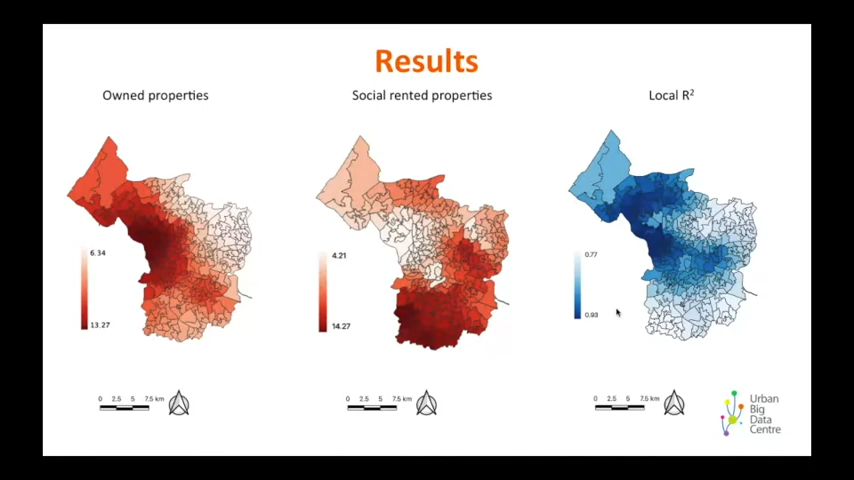 Results
Owned properties
Social rented properties
Local R²
6.34
13.27
4.21
14.27
0.77
0.93
0 2.5 5 7.5 km
0 2.5 5 7.5 km
0 2.5 5 7.5 km
Urban
Big
Data
Centre